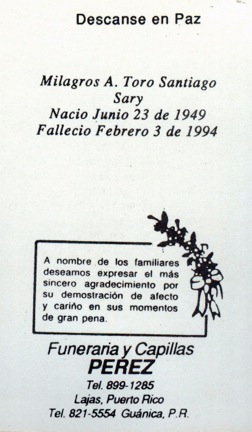 Descanse en Paz
Milagros A. Toro Santiago
Sary
Nacio Junio 23 de 1949
Fallecio Febrero 3 de 1994
A nombre de los familiares
deseamos expresar el más
sincero agradecimiento por
su demostración de afecto
y cariño en sus momentos
de gran pena.
Funeraria y Capillas
PEREZ
Tel. 899-1285
Lajas, Puerto Rico
Tel. 821-5554 Guánica, P.R.